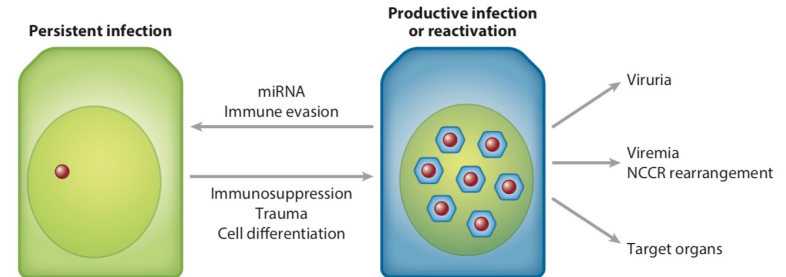 Persistent infection
Productive infection
or reactivation
miRNA
Immune evasion
Immunosuppression
Trauma
Cell differentiation
Viruria
Viremia
NCCR rearrangement
Target organs